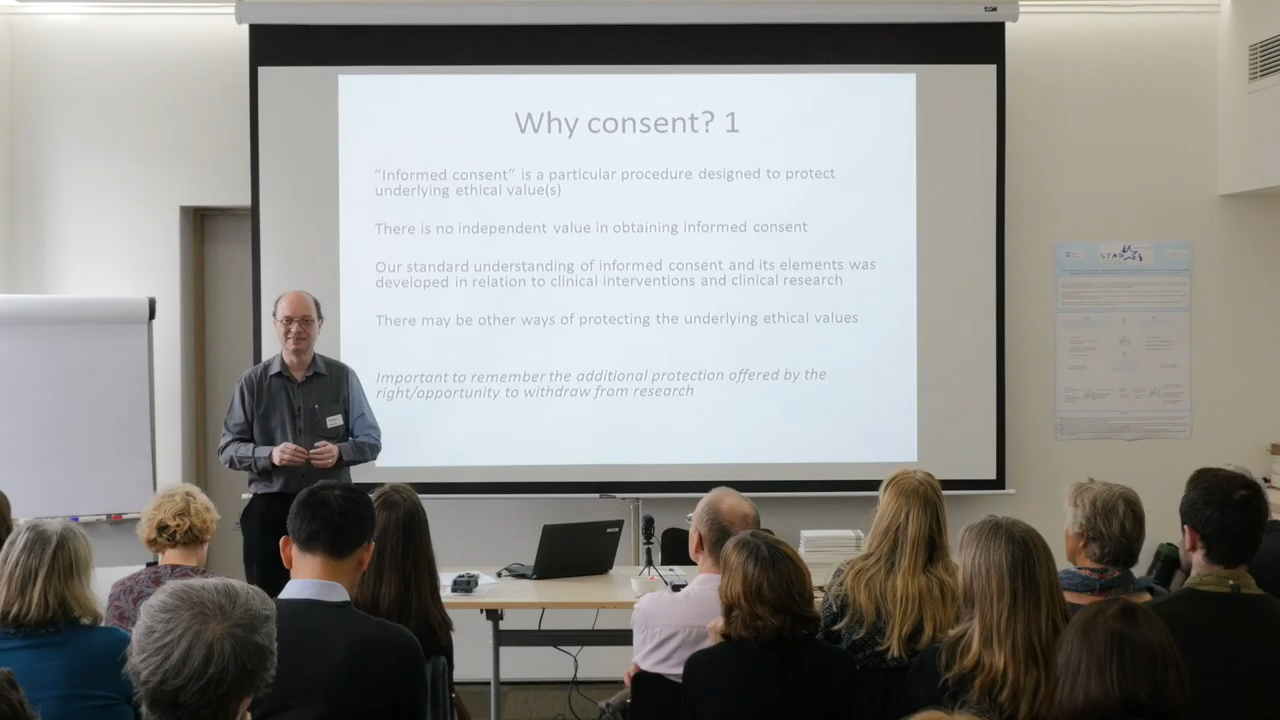 Why consent? 1
"Informed consent" is a particular procedure designed to protect
underlying ethical value(s)
There is no independent value in obtaining informed consent
Our standard understanding of informed consent and its elements was
developed in relation to clinical interventions and clinical research
There may be other ways of protecting the underlying ethical values
Important to remember the additional protection offered by the
right/opportunity to withdraw from research